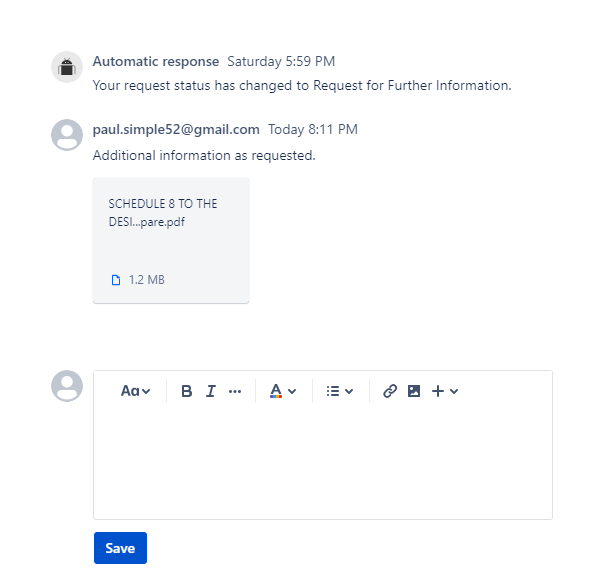 Automatic response Saturday 5:59 PM
Your request status has changed to Request for Further Information.
paul.simple52@gmail.com Today 8:11 PM
Additional information as requested.
SCHEDULE 8 TO THE
DESI...pare.pdf
1.2 MB
Aa B I ... A
Save